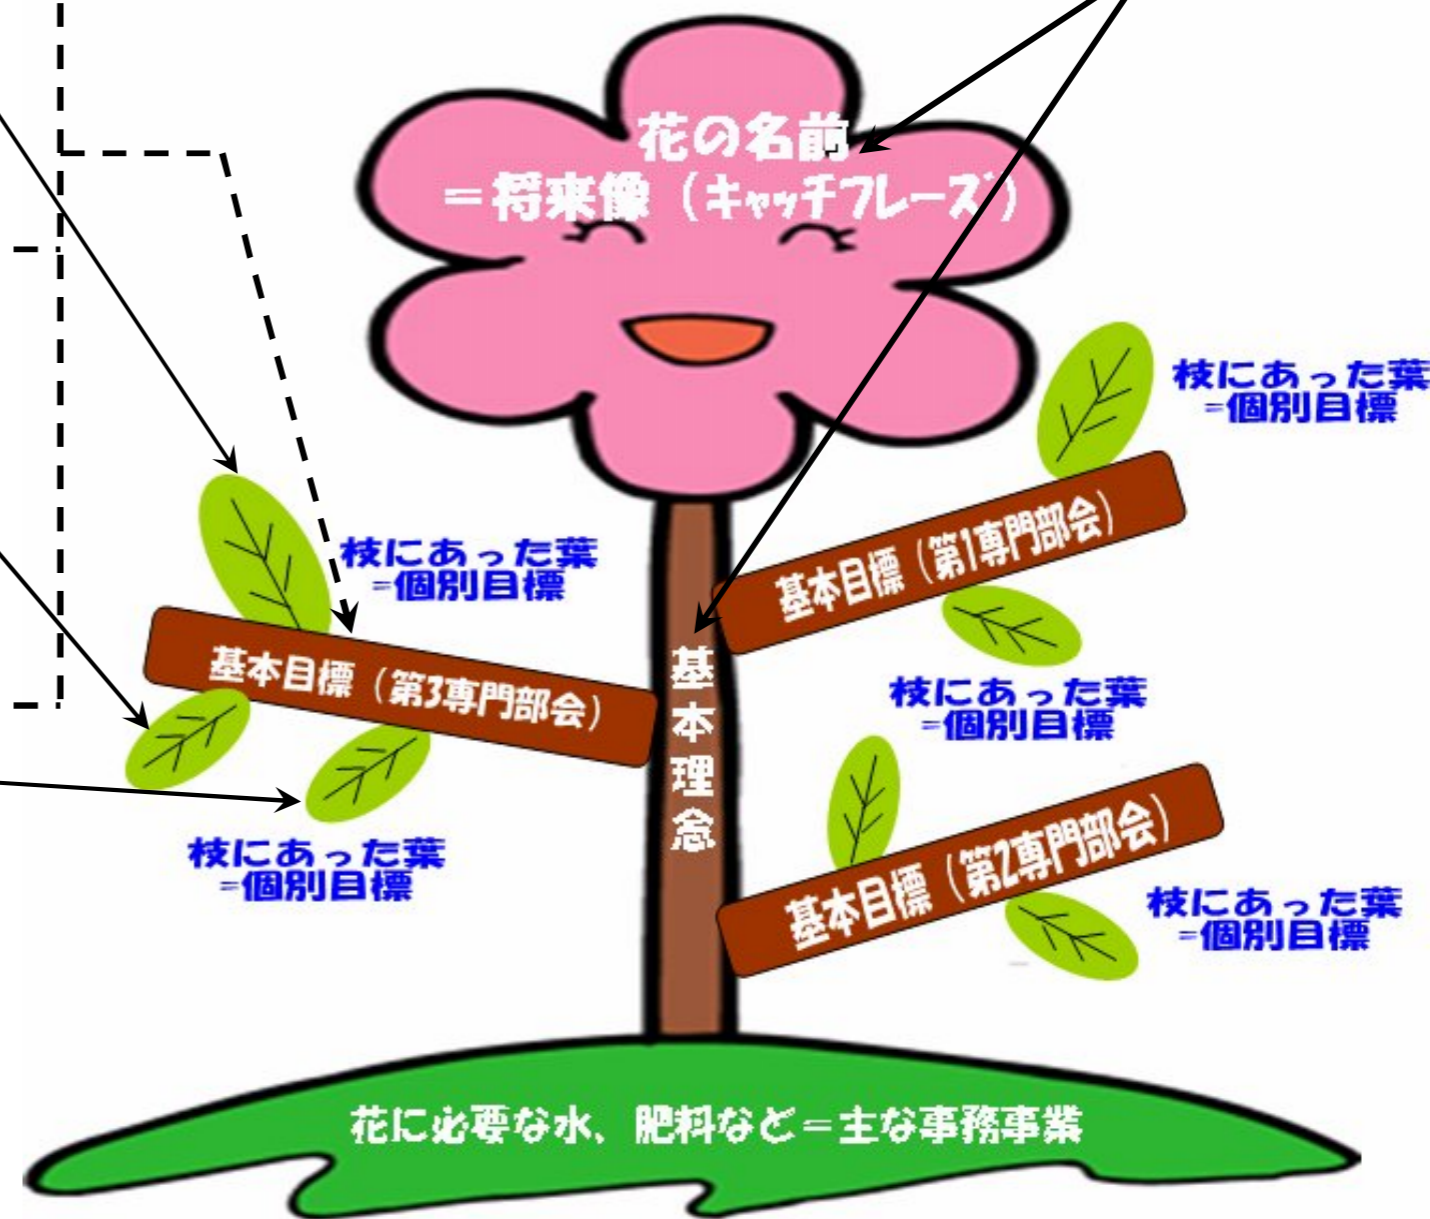 花の名前
＝将来像（キャッチフレーズ）
枝にあった葉
=個別目標
基本目標（第1専門部会）
枝にあった葉
=個別目標
基本目標（第3専門部会）
基本理念
枝にあった葉
=個別目標
基本目標（第2専門部会）
枝にあった葉
=個別目標
枝にあった葉
=個別目標
花に必要な水、肥料など＝主な事務事業